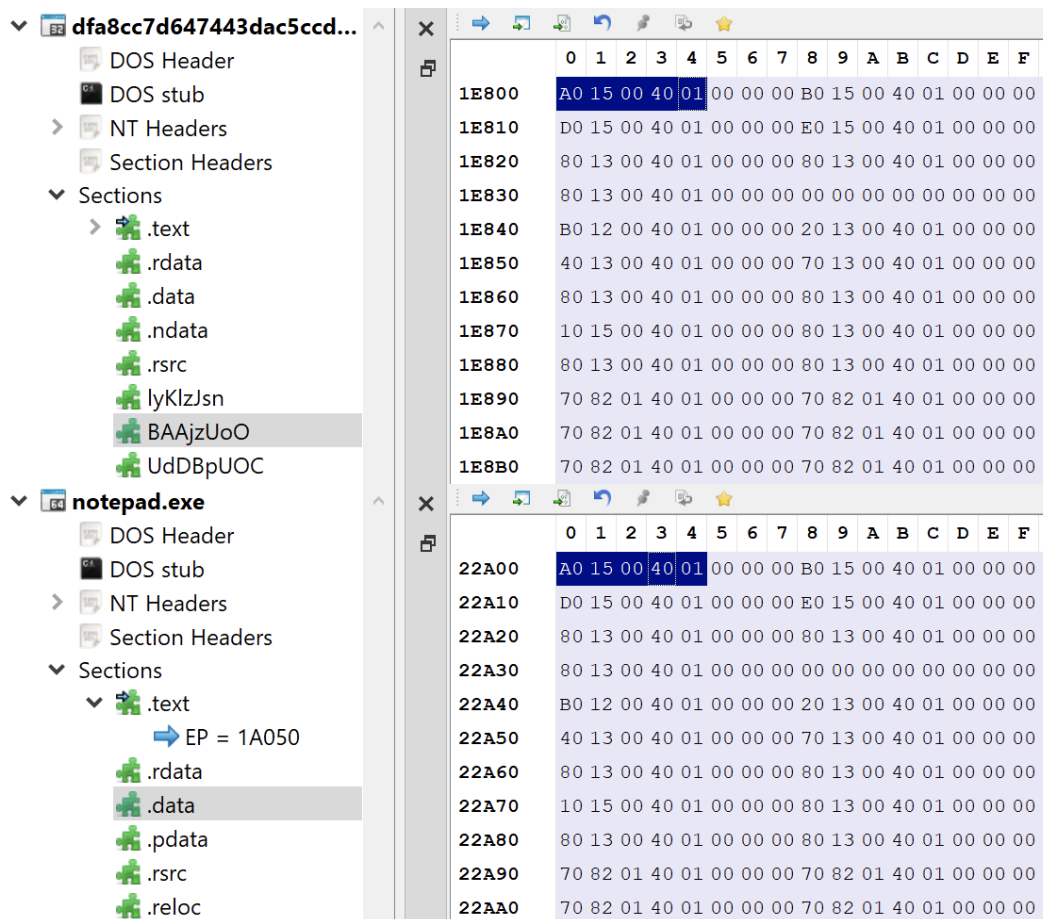 dfa8cc7d647443dac5ccd...
DOS Header
DOS stub
NT Headers
Section Headers
Sections
.text
.rdata
.data
.ndata
.rsrc
lyKlzJsn
BAAjzUoO
UdDBpUOC
0 1 2 3 4 5 6 7 8 9 A B C D E F
1E800 A0 15 00 40 01 00 00 00 B0 15 00 40 01 00 00 00
1E810 D0 15 00 40 01 00 00 00 E0 15 00 40 01 00 00 00
1E820 80 13 00 40 01 00 00 00 80 13 00 40 01 00 00 00
1E830 80 13 00 40 01 00 00 00 00 00 00 00 00 00 00 00
1E840 B0 12 00 40 01 00 00 00 20 13 00 40 01 00 00 00
1E850 40 13 00 40 01 00 00 00 70 13 00 40 01 00 00 00
1E860 80 13 00 40 01 00 00 00 80 13 00 40 01 00 00 00
1E870 10 15 00 40 01 00 00 00 80 13 00 40 01 00 00 00
1E880 80 13 00 40 01 00 00 00 80 13 00 40 01 00 00 00
1E890 70 82 01 40 01 00 00 00 70 82 01 40 01 00 00 00
1E8A0 70 82 01 40 01 00 00 00 70 82 01 40 01 00 00 00
1E8B0 70 82 01 40 01 00 00 00 70 82 01 40 01 00 00 00
notepad.exe
DOS Header
DOS stub
NT Headers
Section Headers
Sections
.text
EP = 1A050
.rdata
.data
.pdata
.rsrc
.reloc
0 1 2 3 4 5 6 7 8 9 A B C D E F
22A00 A0 15 00 40 01 00 00 00 B0 15 00 40 01 00 00 00
22A10 D0 15 00 40 01 00 00 00 E0 15 00 40 01 00 00 00
22A20 80 13 00 40 01 00 00 00 80 13 00 40 01 00 00 00
22A30 80 13 00 40 01 00 00 00 00 00 00 00 00 00 00 00
22A40 B0 12 00 40 01 00 00 00 20 13 00 40 01 00 00 00
22A50 40 13 00 40 01 00 00 00 70 13 00 40 01 00 00 00
22A60 80 13 00 40 01 00 00 00 80 13 00 40 01 00 00 00
22A70 10 15 00 40 01 00 00 00 80 13 00 40 01 00 00 00
22A80 80 13 00 40 01 00 00 00 80 13 00 40 01 00 00 00
22A90 70 82 01 40 01 00 00 00 70 82 01 40 01 00 00 00
22AA0 70 82 01 40 01 00 00 00 70 82 01 40 01 00 00 00